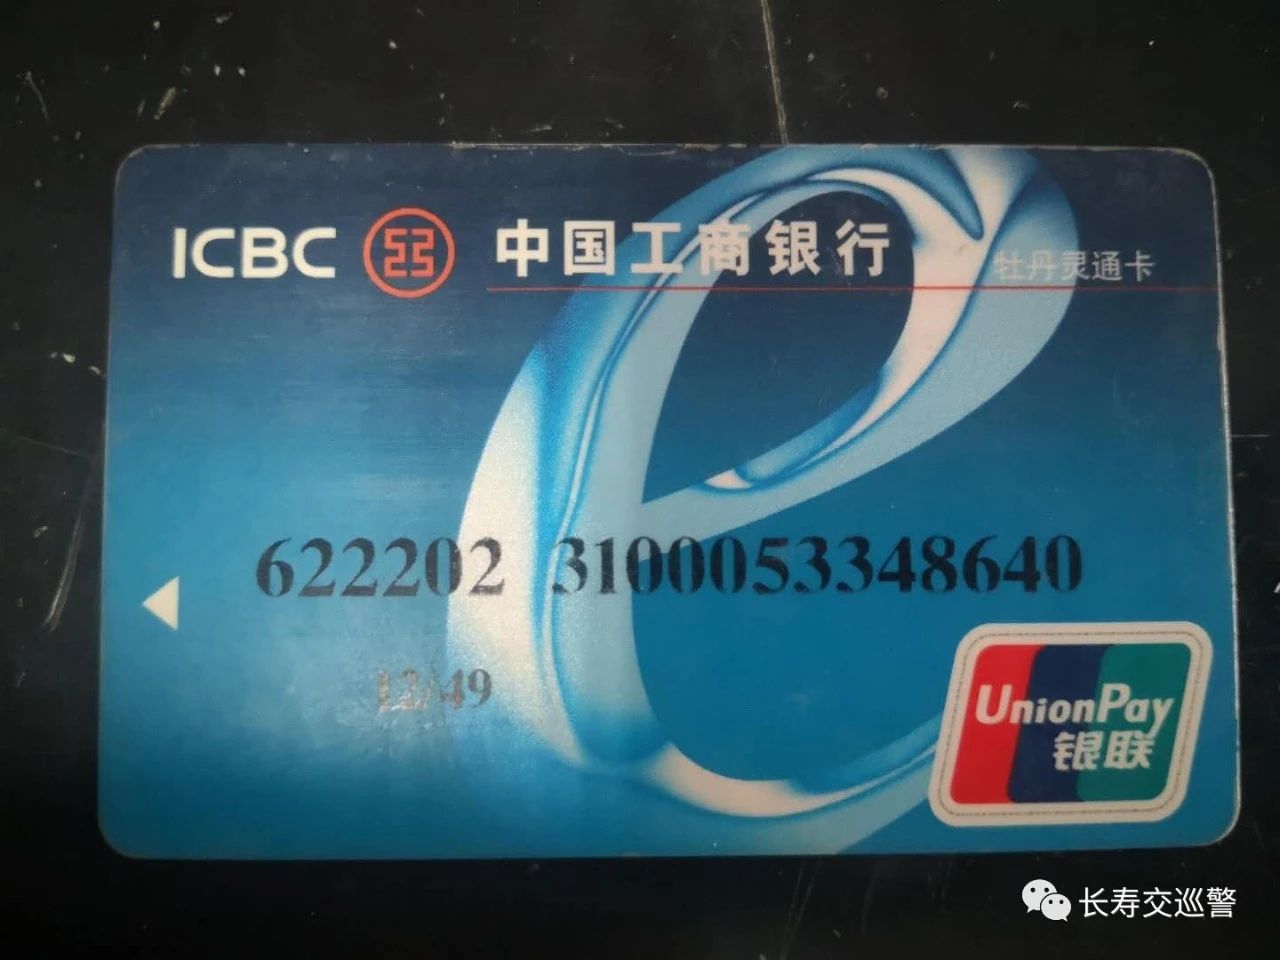 ICBC 中国工商银行
牡丹灵通卡
622202 3100053348640
12/49
UnionPay
银联
长寿交巡警